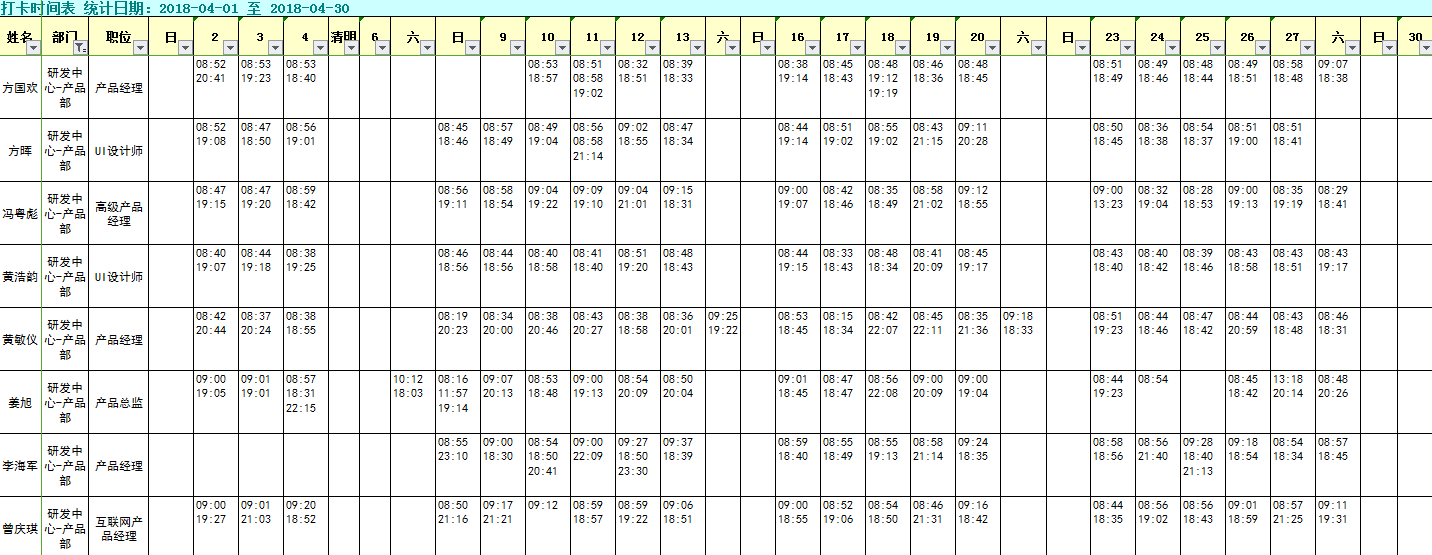 打卡时间表 统计日期：2018-04-01 至 2018-04-30
姓名 部门 职位 日 2 3 4 清明 6 六 日 9 10 11 12 13 六 日 16 17 18 19 20 六 日 23 24 25 26 27 六 日 30
方国欢
研发中
心-产品
部
产品经理
08:52 08:53 08:53 08:53 08:51 08:32 08:39 08:38 08:45 08:48 08:46 08:48 08:51 08:49 08:48 08:49 08:58 09:07
20:41 19:23 18:40 18:57 08:58 18:51 18:33 19:14 18:43 19:12 18:36 18:45 18:49 18:46 18:44 18:51 18:48 18:38
19:02 19:19
方晖
研发中
心-产品
部
UI设计师
08:52 08:47 08:56 08:45 08:57 08:49 08:56 09:02 08:47 08:44 08:51 08:55 08:43 09:11 08:50 08:36 08:54 08:51 08:51
19:08 18:50 19:01 18:46 18:49 19:04 08:58 18:55 18:34 19:14 19:02 19:02 21:15 20:28 18:45 18:38 18:37 19:00 18:41
21:14
冯粤彪
研发中
心-产品
部
高级产品
经理
08:47 08:47 08:59 08:56 08:58 09:04 09:09 09:04 09:15 09:00 08:42 08:35 08:58 09:12 09:00 08:32 08:28 09:00 08:35 08:29
19:15 19:20 18:42 19:11 18:54 19:22 19:10 21:01 18:31 19:07 18:46 18:49 21:02 18:55 13:23 19:04 18:53 19:13 19:19 18:41
黄浩韵
研发中
心-产品
部
UI设计师
08:40 08:44 08:38 08:46 08:44 08:40 08:41 08:51 08:48 08:44 08:33 08:48 08:41 08:45 08:43 08:40 08:39 08:43 08:43 08:43
19:07 19:18 19:25 18:56 18:56 18:58 18:40 19:20 18:43 19:15 18:43 18:34 20:09 19:17 18:40 18:42 18:46 18:58 18:51 19:17
黄敏仪
研发中
心-产品
部
产品经理
08:42 08:37 08:38 08:19 08:34 08:38 08:43 08:38 08:36 09:25 08:53 08:15 08:42 08:45 08:35 09:18 08:51 08:44 08:47 08:44 08:43 08:46
20:44 20:24 18:55 20:23 20:00 20:46 20:27 18:58 20:01 19:22 18:45 18:34 22:07 22:11 21:36 18:33 19:23 18:46 18:42 20:59 18:48 18:31
姜旭
研发中
心-产品
部
产品总监
09:00 09:01 08:57 10:12 08:16 09:07 08:53 09:00 08:54 08:50 09:01 08:47 08:56 09:00 09:00 08:44 08:54 08:45 13:18 08:48
19:05 19:01 18:31 18:03 11:57 20:13 18:48 19:13 20:09 20:04 18:45 18:47 22:08 20:09 19:04 19:23 18:42 20:14 20:26
22:15 19:14
李海军
研发中
心-产品
部
产品经理
08:55 09:00 08:54 09:00 09:27 09:37 08:59 08:55 08:55 08:58 09:24 08:58 08:56 09:28 09:18 08:54 08:57
23:10 18:30 18:50 22:09 18:50 18:39 18:40 18:49 19:13 21:14 18:35 18:56 21:40 18:40 18:54 18:34 18:45
20:41 23:30 21:13
曾庆琪
研发中
心-产品
部
互联网产
品经理
09:00 09:01 09:20 08:50 09:17 09:12 08:59 08:59 09:06 09:00 08:52 08:54 08:46 09:16 08:44 08:56 08:56 09:01 08:57 09:11
19:27 21:03 18:52 21:16 21:21 18:57 19:22 18:51 18:55 19:06 18:50 21:31 18:42 18:35 19:02 18:43 18:59 21:25 19:31